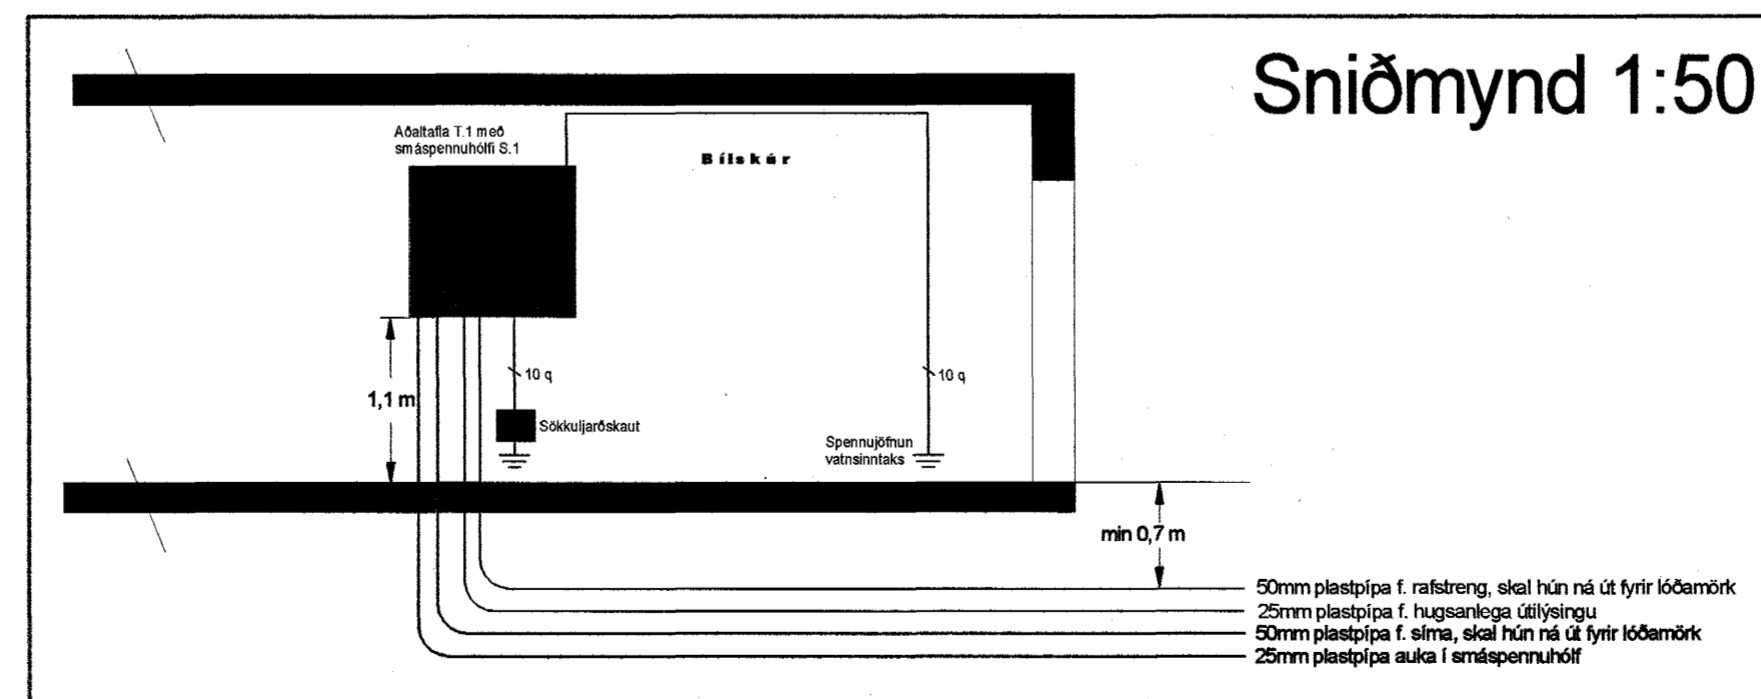 Sniðmynd 1:50
Aðaltafla T.1 með
smáspennuhólfi S.1
Bílskúr
10 q
10 q
1,1 m
Sökkuljarðskaut
Spennujöfnun
vatnsinntaks
min 0,7 m
50mm plastpípa f. rafstreng, skal hún ná út fyrir lóðamörk
25mm plastpípa f. hugsanlega útilýsingu
50mm plastpípa f. síma, skal hún ná út fyrir lóðamörk
25mm plastpípa auka í smáspennuhólf